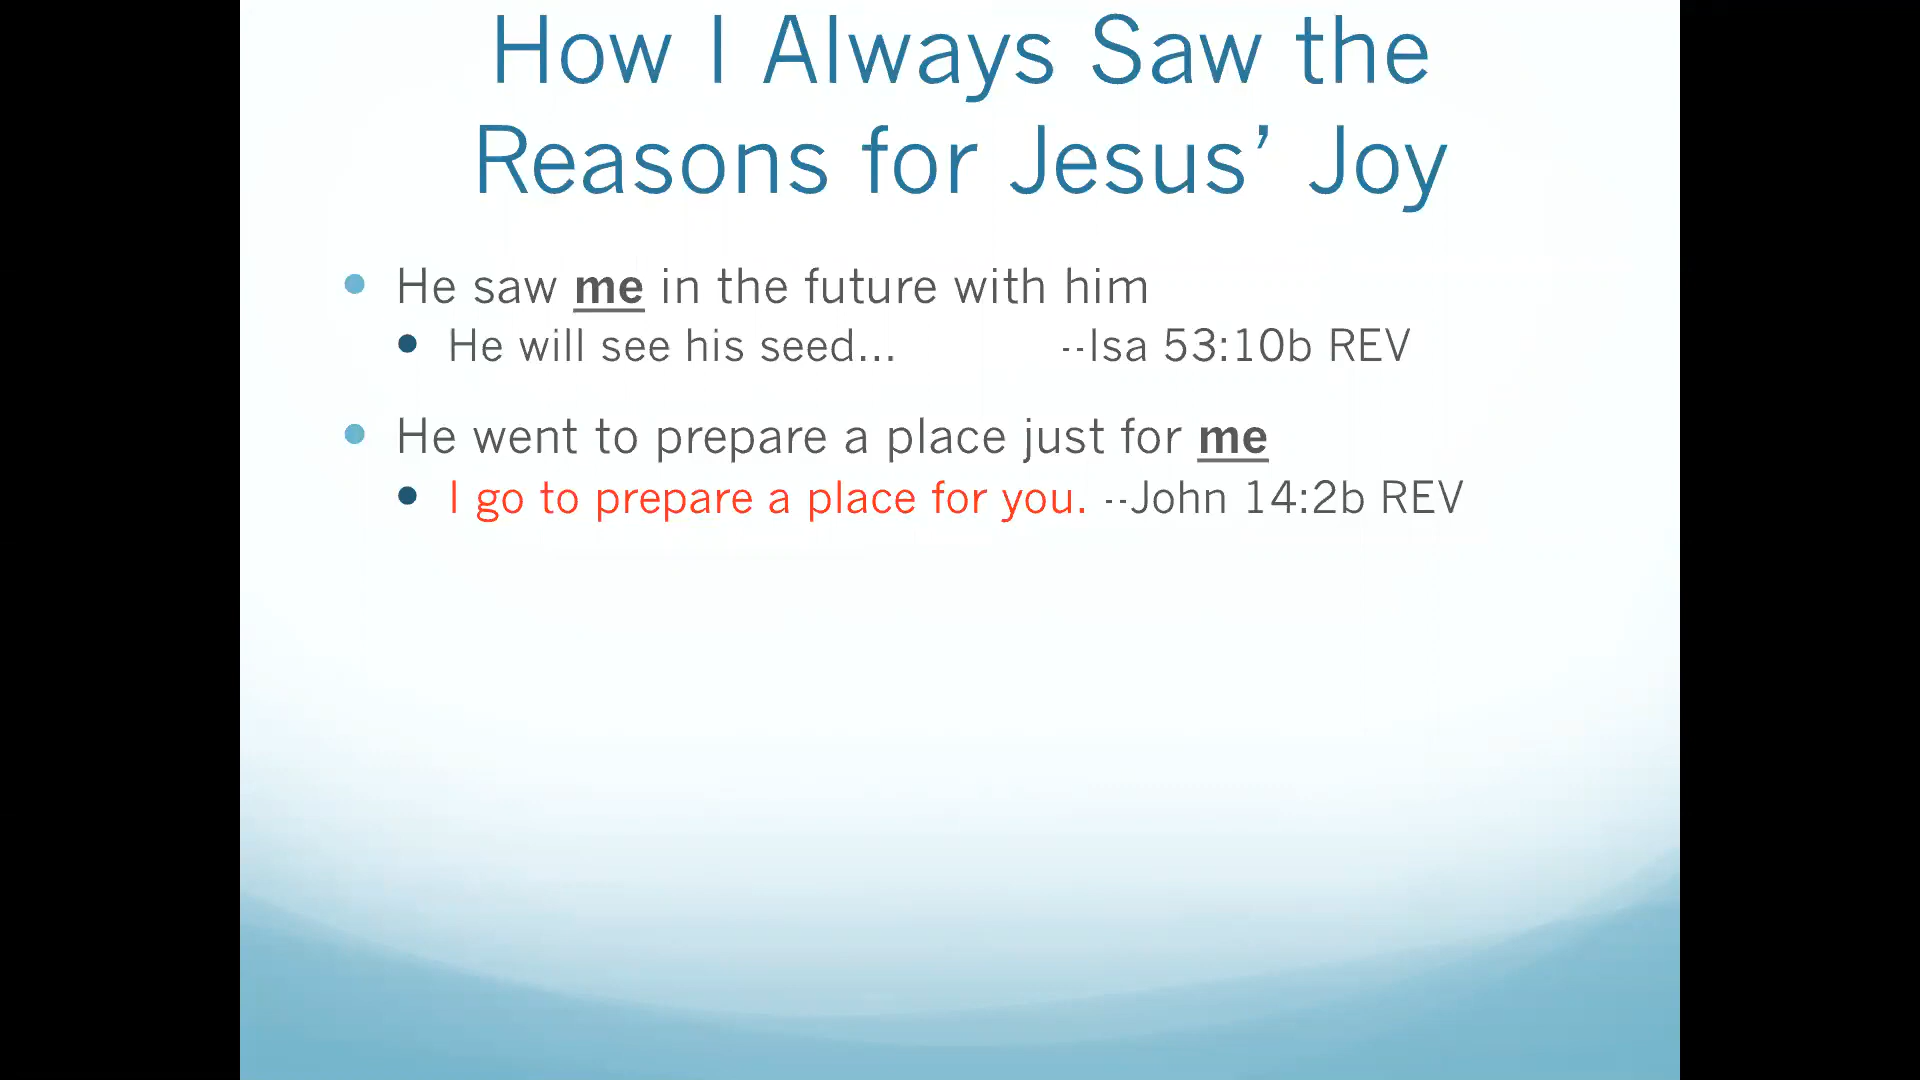 How I Always Saw the
Reasons for Jesus’ Joy
He saw me in the future with him
He will see his seed... --Isa 53:10b REV
He went to prepare a place just for me
I go to prepare a place for you. --John 14:2b REV